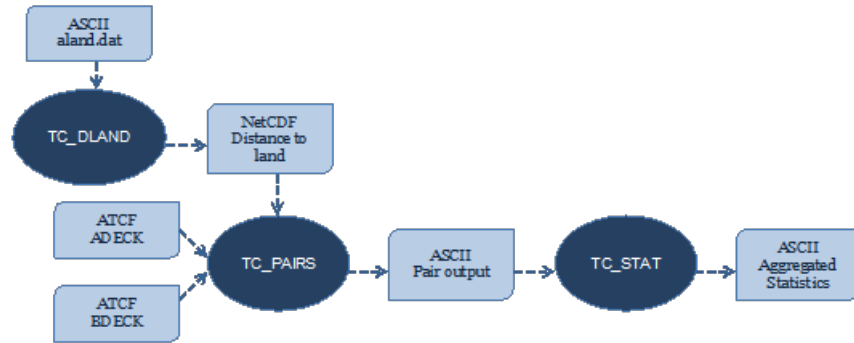 ASCII
aland.dat
TC_DLAND
NetCDF
Distance to
land
ATCF
ADECK
TC_PAIRS
ASCII
Pair output
TC_STAT
ASCII
Aggregated
Statistics
ATCF
BDECK